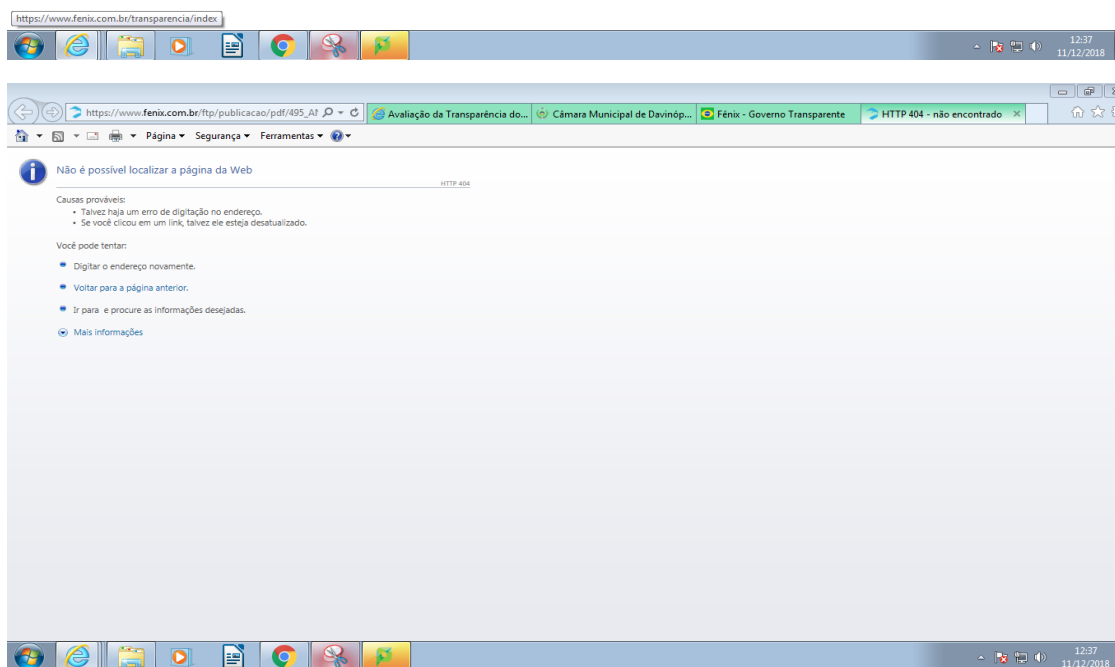 https://www.fenix.com.br/transparencia/index
12:37
11/12/2018
https://www.fenix.com.br/ftp/publicacao/pdf/495_A
Avaliação da Transparência do...
Câmara Municipal de Davinóp...
Fênix - Governo Transparente
HTTP 404 - não encontrado
Página
Segurança
Ferramentas
Não é possível localizar a página da Web
HTTP 404
Causas prováveis:
• Talvez haja um erro de digitação no endereço.
• Se você clicou em um link, talvez ele esteja desatualizado.
Você pode tentar:
Digitar o endereço novamente.
Voltar para a página anterior.
Ir para e procure as informações desejadas.
Mais informações
12:37
11/12/2018